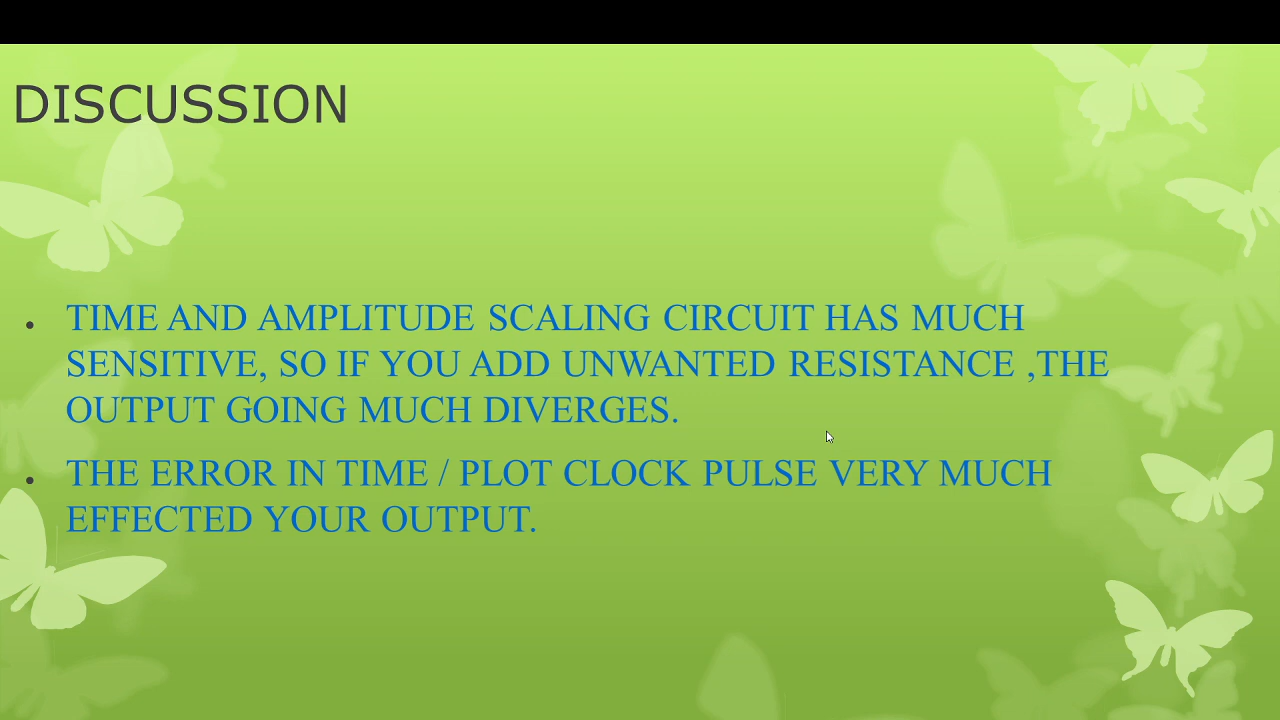 DISCUSSION
• TIME AND AMPLITUDE SCALING CIRCUIT HAS MUCH
SENSITIVE, SO IF YOU ADD UNWANTED RESISTANCE ,THE
OUTPUT GOING MUCH DIVERGES.
• THE ERROR IN TIME / PLOT CLOCK PULSE VERY MUCH
EFFECTED YOUR OUTPUT.